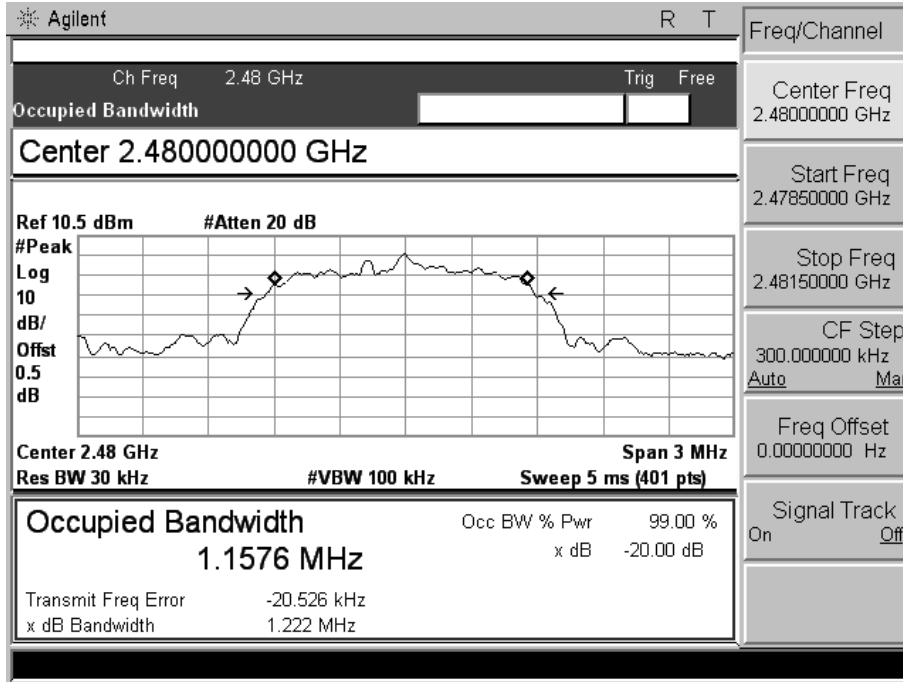 Agilent R T
Freq/Channel
Ch Freq 2.48 GHz Trig Free
Occupied Bandwidth
Center 2.480000000 GHz
Ref 10.5 dBm #Atten 20 dB
#Peak
Log
10
dB/
Offst
0.5
dB
Center 2.48 GHz Span 3 MHz
Res BW 30 kHz #VBW 100 kHz Sweep 5 ms (401 pts)
Occupied Bandwidth Occ BW % Pwr 99.00 %
1.1576 MHz x dB -20.00 dB
Transmit Freq Error -20.526 kHz
x dB Bandwidth 1.222 MHz
Center Freq
2.48000000 GHz
Start Freq
2.47850000 GHz
Stop Freq
2.48150000 GHz
CF Step
300.000000 kHz
Auto Mar
Freq Offset
0.00000000 Hz
Signal Track
On Off